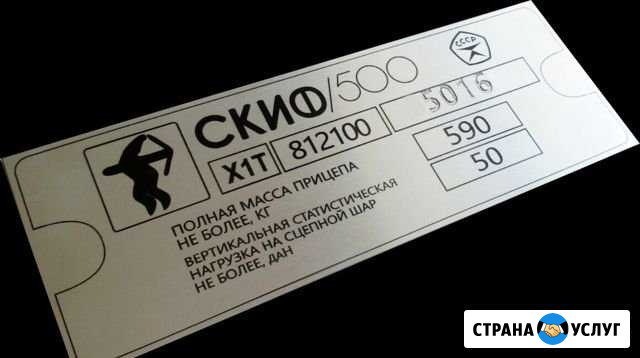 СКИФ/500
СССР
X1T 812100 5016
ПОЛНАЯ МАССА ПРИЦЕПА
НЕ БОЛЕЕ, КГ
590
ВЕРТИКАЛЬНАЯ СТАТИСТИЧЕСКАЯ
НАГРУЗКА НА СЦЕПНОЙ ШАР
НЕ БОЛЕЕ, ДАН
50
СТРАНА УСЛУГ